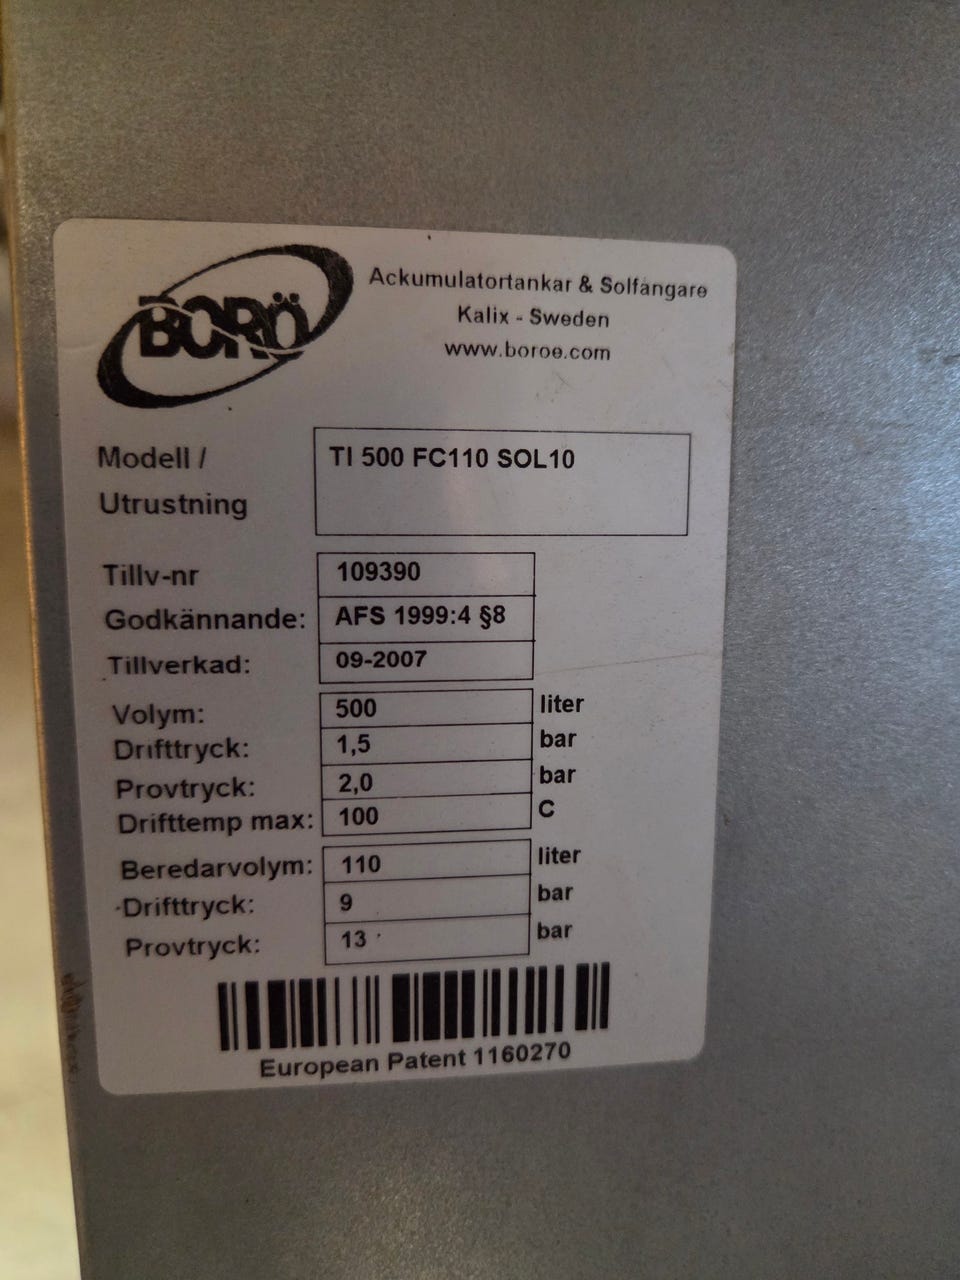 BORÖ
Ackumulatortankar & Solfangare
Kalix - Sweden
www.boroe.com
Modell / TI 500 FC110 SOL10
Utrustning
Tillv-nr 109390
Godkännande: AFS 1999:4 §8
Tillverkad: 09-2007
Volym: 500 liter
Drifttryck: 1,5 bar
Provtryck: 2,0 bar
Drifttemp max: 100 C
Beredarvolym: 110 liter
Drifttryck: 9 bar
Provtryck: 13 bar
European Patent 1160270